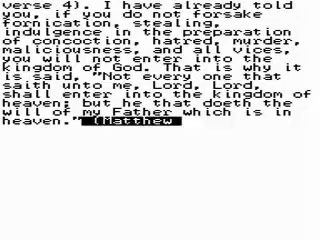 verse 4). I have already told
you, if you do not forsake
fornication, stealing,
indulgence in the preparation
of concoction, hatred, murder,
maliciousness, and all vices,
you will not enter into the
kingdom of God. That is why it
is said, "Not every one that
saith unto me, Lord, Lord,
shall enter into the kingdom of
heaven; but he that doeth the
will of my Father which is in
heaven." (Matthew